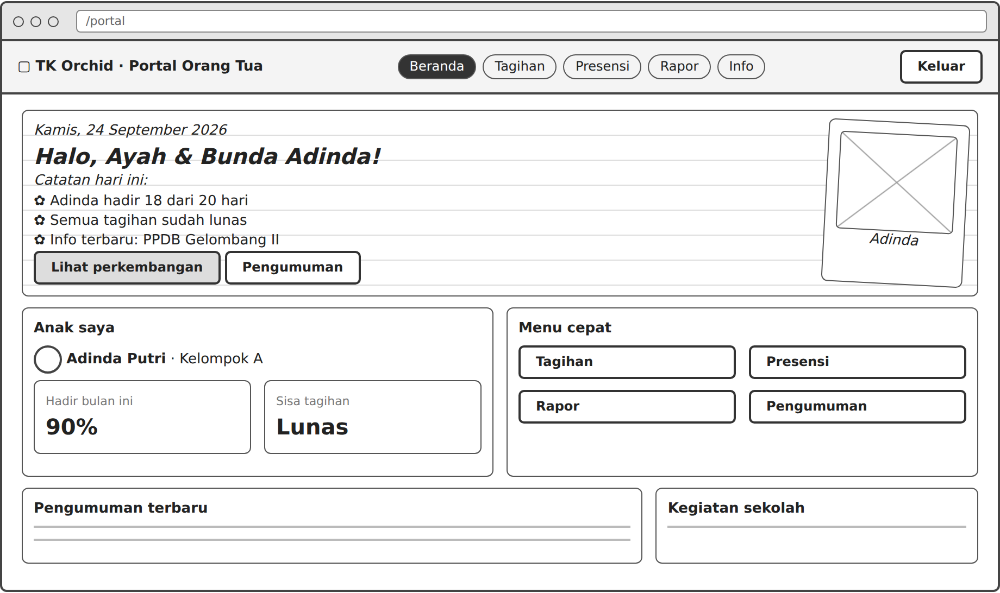 /portal
TK Orchid · Portal Orang Tua
Beranda
Tagihan
Presensi
Rapor
Info
Keluar
Kamis, 24 September 2026
Halo, Ayah & Bunda Adinda!
Catatan hari ini:
✿ Adinda hadir 18 dari 20 hari
✿ Semua tagihan sudah lunas
✿ Info terbaru: PPDB Gelombang II
Lihat perkembangan
Pengumuman
Adinda
Anak saya
Adinda Putri · Kelompok A
Hadir bulan ini
90%
Sisa tagihan
Lunas
Menu cepat
Tagihan
Presensi
Rapor
Pengumuman
Pengumuman terbaru
Kegiatan sekolah